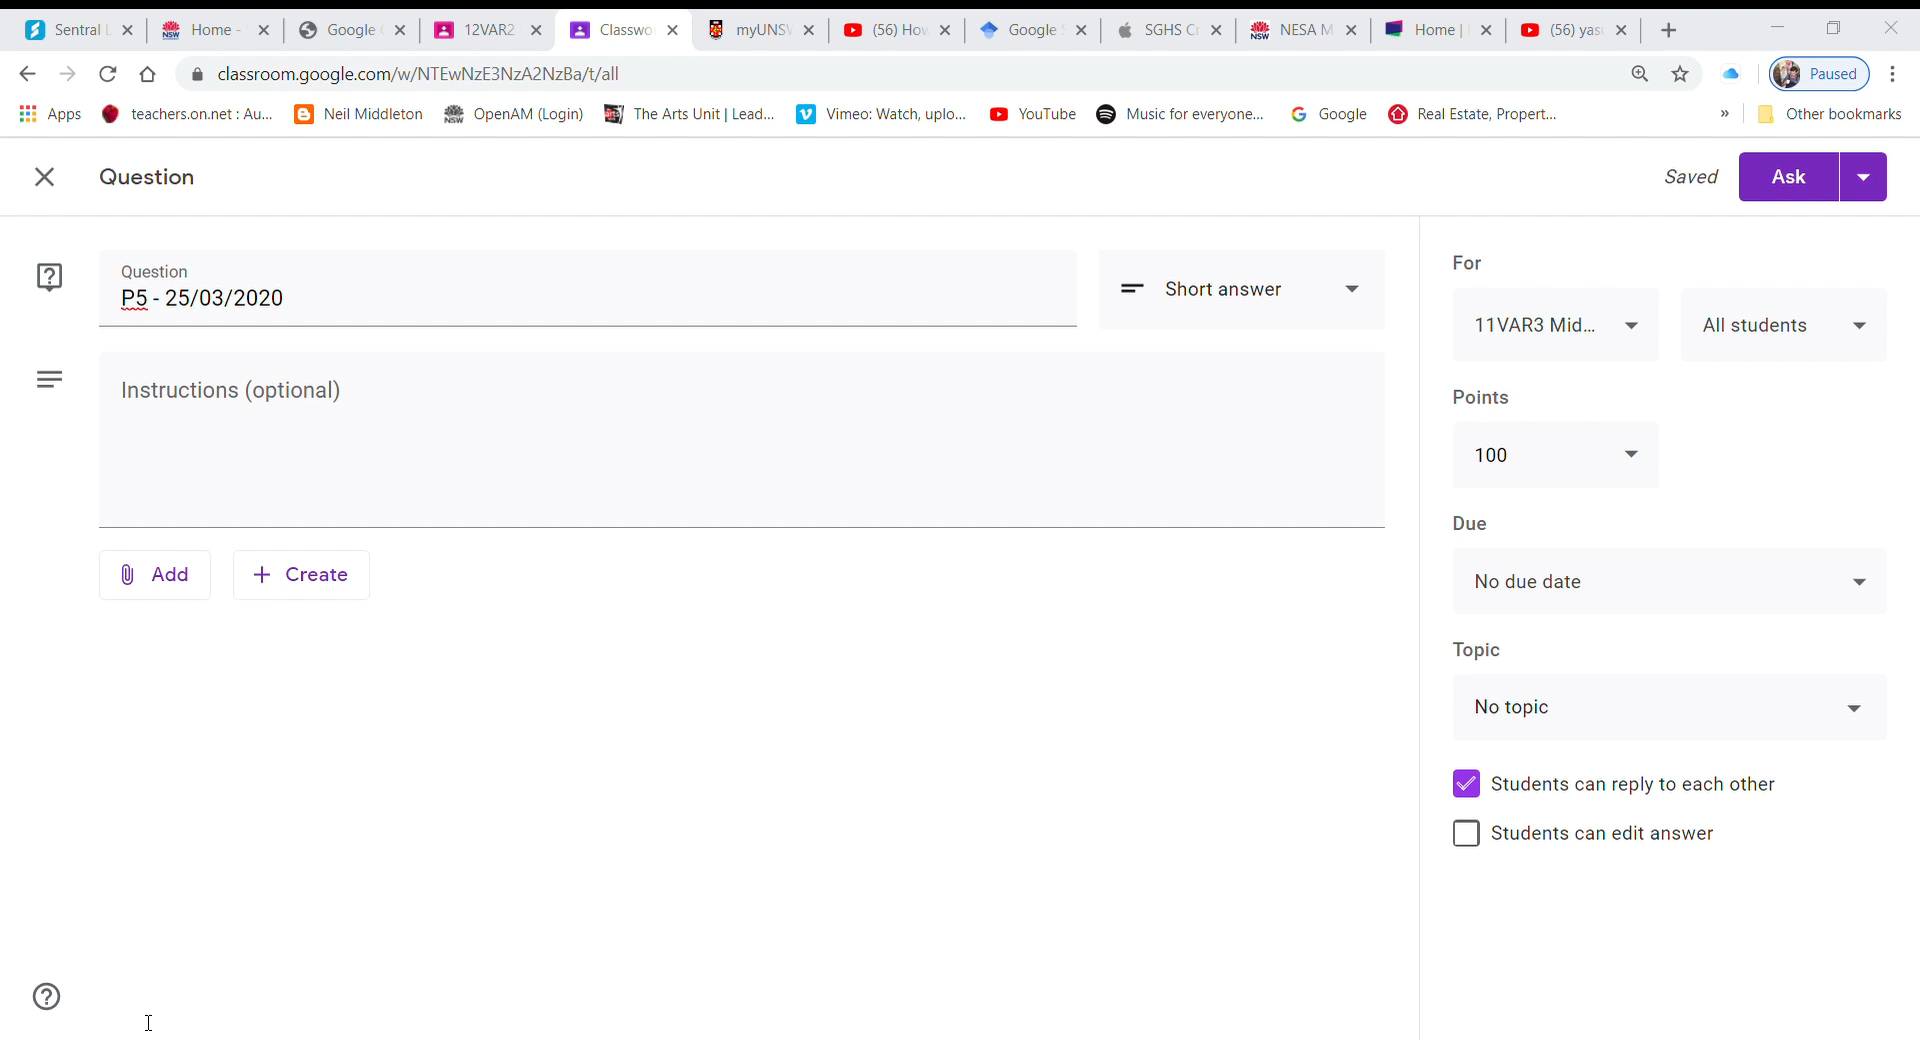 Sentral L
Home -
Google C
12VAR2
Classwo
myUNSW
(56) How
Google S
SGHS Cr
NESA M
Home |
(56) yas
classroom.google.com/w/NTEwNzE3NzA2NzBa/t/all
Paused
Apps
teachers.on.net : Au...
Neil Middleton
OpenAM (Login)
The Arts Unit | Lead...
Vimeo: Watch, uplo...
YouTube
Music for everyone...
Google
Real Estate, Propert...
»
Other bookmarks
Question
Saved
Ask
Question
P5 - 25/03/2020
Short answer
Instructions (optional)
Add
Create
For
11VAR3 Mid...
All students
Points
100
Due
No due date
Topic
No topic
Students can reply to each other
Students can edit answer